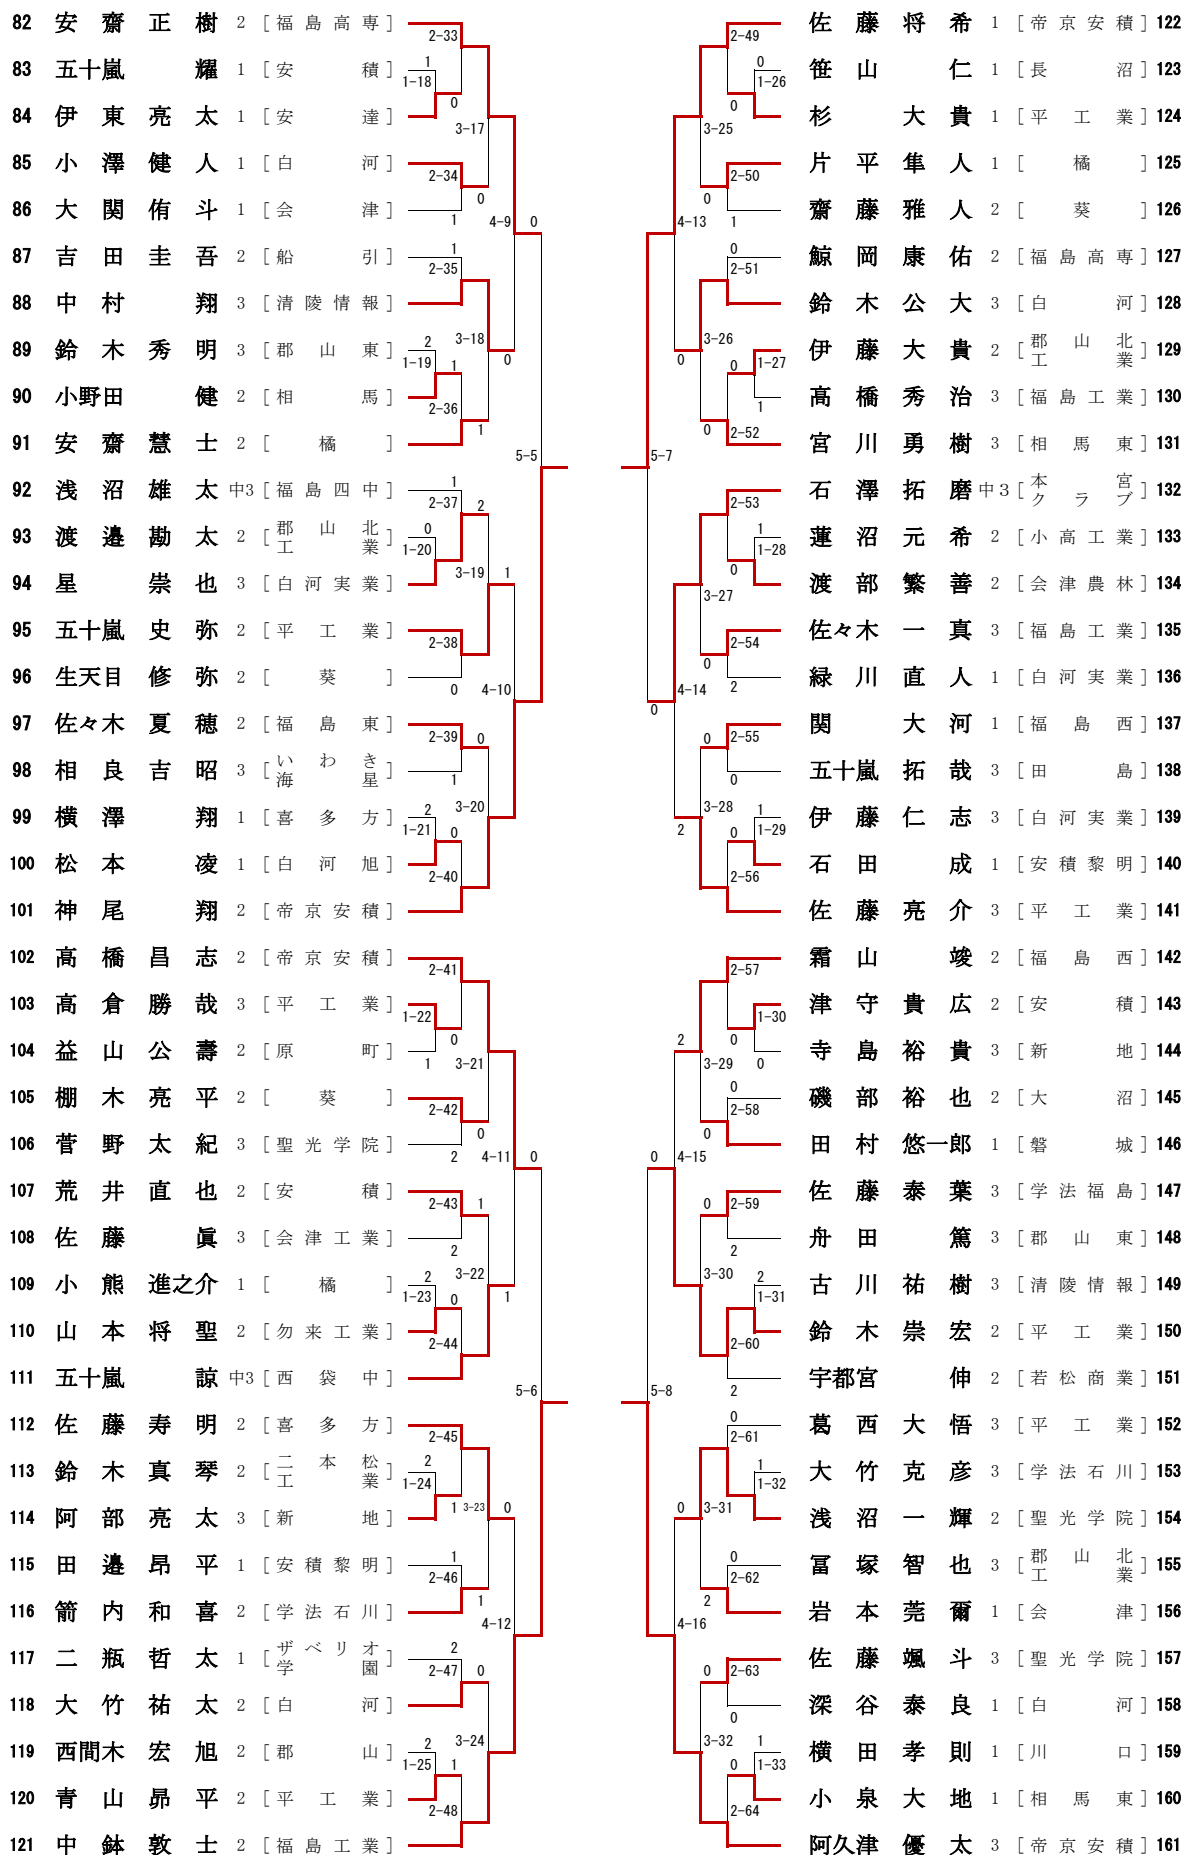 82 安齋正樹 2 [福島高専]
83 五十嵐耀 1 [安積]
84 伊東亮太 1 [安達]
85 小澤健人 1 [白河]
86 大関侑斗 1 [会津]
87 吉田圭吾 2 [船引]
88 中村翔 3 [清陵情報]
89 鈴木秀明 3 [郡山東]
90 小野田健 2 [相馬]
91 安齋慧士 2 [橘]
92 浅沼雄太 中3 [福島四中]
93 渡邉勘太 2 [郡山北工業]
94 星崇也 3 [白河実業]
95 五十嵐史弥 2 [平工業]
96 生天目修弥 2 [葵]
97 佐々木夏穂 2 [福島東]
98 相良吉昭 3 [いわき海星]
99 横澤翔 1 [喜多方]
100 松本凌 1 [白河旭]
101 神尾翔 2 [帝京安積]
102 高橋昌志 2 [帝京安積]
103 高倉勝哉 3 [平工業]
104 益山公壽 2 [原町]
105 棚木亮平 2 [葵]
106 菅野太紀 3 [聖光学院]
107 荒井直也 2 [安積]
108 佐藤眞 3 [会津工業]
109 小熊進之介 1 [橘]
110 山本将聖 2 [勿来工業]
111 五十嵐諒 中3 [西袋中]
112 佐藤寿明 2 [喜多方]
113 鈴木真琴 2 [二本松工業]
114 阿部亮太 3 [新地]
115 田邉昂平 1 [安積黎明]
116 箭内和喜 2 [学法石川]
117 二瓶哲太 1 [ザベリオ学園]
118 大竹祐太 2 [白河]
119 西間木宏旭 2 [郡山]
120 青山昴平 2 [平工業]
121 中鉢敦士 2 [福島工業]
2-33
1
1-18
0
3-17
2-34
0
1
4-9 0
1
2-35
3-18
0
2
1-19 1
2-36
1
5-5
1
2-37 2
0
1-20
3-19 1
2-38
0 4-10
2-39 0
1
3-20
2
1-21 0
2-40
2-41
1-22
0
1 3-21
2-42
0
2 4-11 0
2-43 1
2
3-22
1
2
1-23 0
2-44
5-6
2-45
2
1-24
1 3-23 0
1
2-46
1
4-12
2
2-47 0
3-24
2
1-25 1
2-48
佐藤将希 1 [帝京安積] 122
笹山仁 1 [長沼] 123
杉大貴 1 [平工業] 124
片平隼人 1 [橘] 125
齋藤雅人 2 [葵] 126
鯨岡康佑 2 [福島高専] 127
鈴木公大 3 [白河] 128
伊藤大貴 2 [郡山北工業] 129
高橋秀治 3 [福島工業] 130
宮川勇樹 3 [相馬東] 131
石澤拓磨 中3 [本宮クラブ] 132
蓮沼元希 2 [小高工業] 133
渡部繁善 2 [会津農林] 134
佐々木一真 3 [福島工業] 135
緑川直人 1 [白河実業] 136
関大河 1 [福島西] 137
五十嵐拓哉 3 [田島] 138
伊藤仁志 3 [白河実業] 139
石田成 1 [安積黎明] 140
佐藤亮介 3 [平工業] 141
霜山竣 2 [福島西] 142
津守貴広 2 [安積] 143
寺島裕貴 3 [新地] 144
磯部裕也 2 [大沼] 145
田村悠一郎 1 [磐城] 146
佐藤泰葉 3 [学法福島] 147
舟田篤 3 [郡山東] 148
古川祐樹 3 [清陵情報] 149
鈴木崇宏 2 [平工業] 150
宇都宮伸 2 [若松商業] 151
葛西大悟 3 [平工業] 152
大竹克彦 3 [学法石川] 153
浅沼一輝 2 [聖光学院] 154
冨塚智也 3 [郡山北工業] 155
岩本莞爾 1 [会津] 156
佐藤颯斗 3 [聖光学院] 157
深谷泰良 1 [白河] 158
横田孝則 1 [川口] 159
小泉大地 1 [相馬東] 160
阿久津優太 3 [帝京安積] 161
2-49
0
1-26
0
3-25
2-50
0
4-13 1
0
2-51
3-26
0
0 1-27
1
0 2-52
5-7
2-53
1
1-28
0
3-27
2-54
0
2
4-14
0
0 2-55
0
3-28
2
1
0 1-29
2-56
2-57
1-30
2
0
3-29
0
2-58
0 4-15
0 2-59
2
3-30
2
1-31
2-60
2
5-8
0
2-61
1
1-32
0 3-31
0
2-62
2
4-16
0 2-63
0
3-32
1
0 1-33
2-64